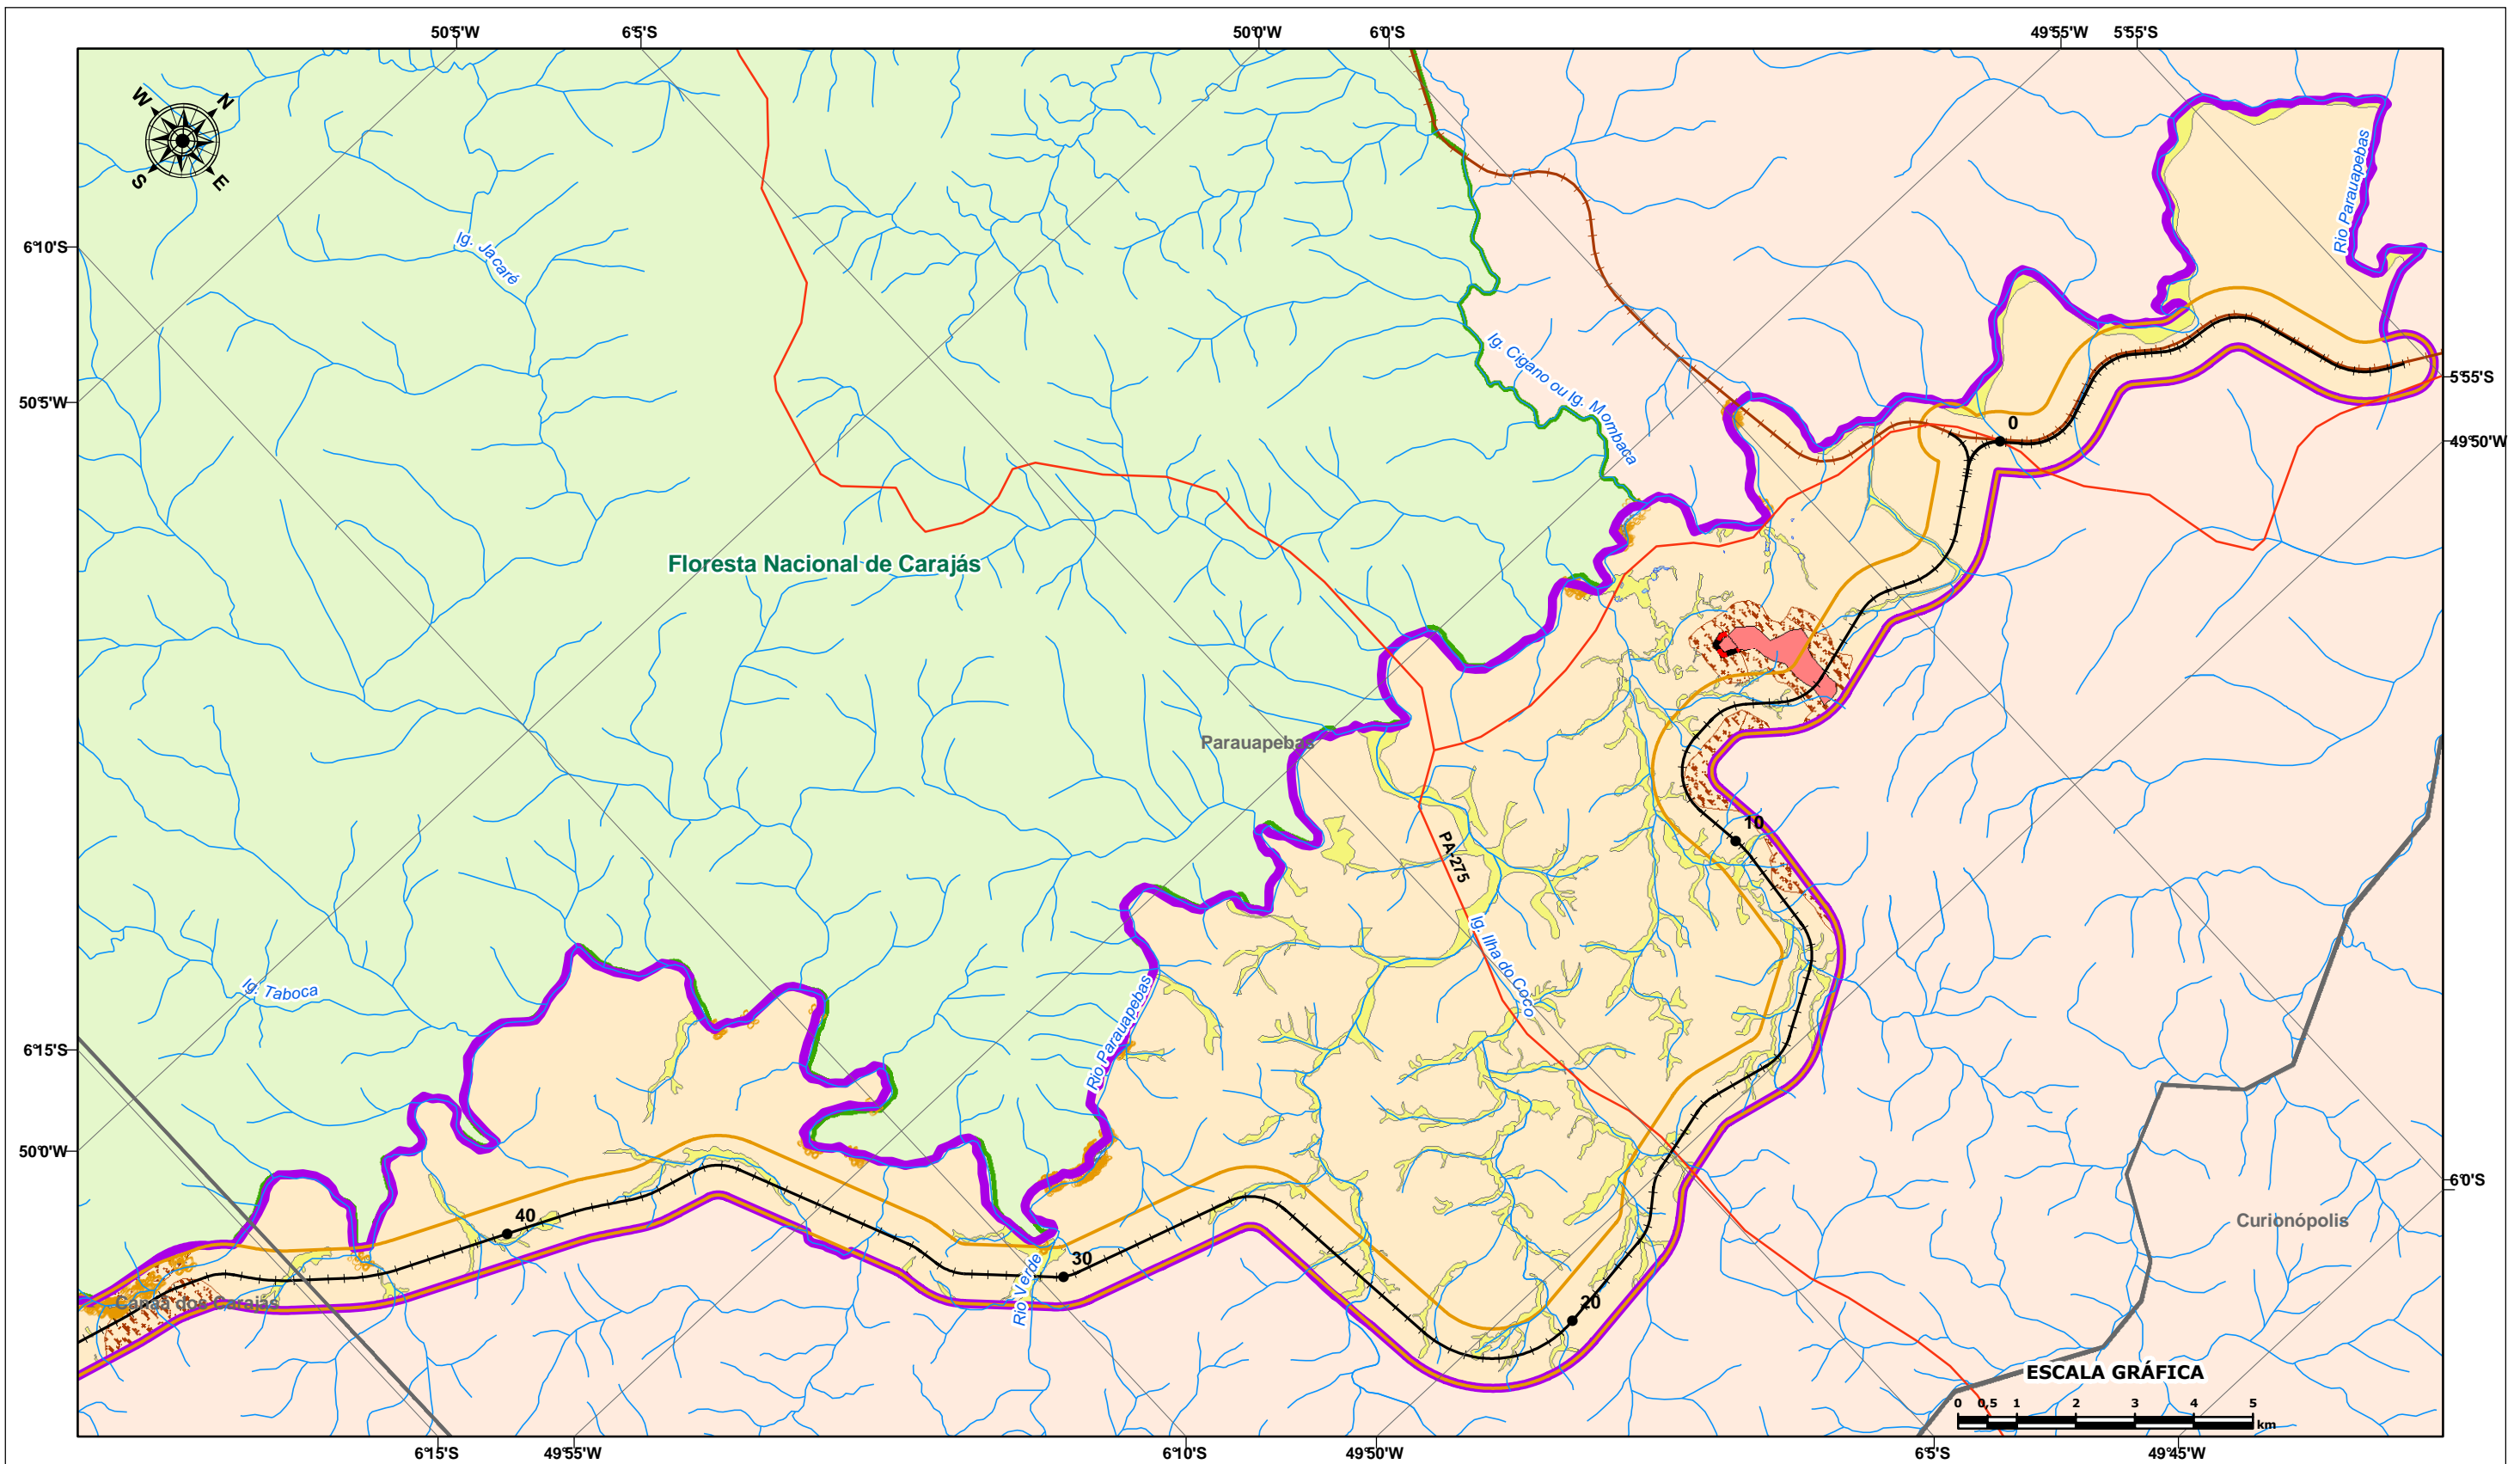 50°5'W 6°5'S 50°0'W 6°0'S 49°55'W 5°55'S
W N
S E
Rio Parauapebas
6°10'S
Ig. Jacaré
Ig. Cigano ou Ig. Mombaca
5°55'S
50°5'W
0
49°50'W
Floresta Nacional de Carajás
Parauapebas
10
PA-275
Ig. Ilha do Coco
Ig. Taboca
Rio Parauapebas
6°15'S
50°0'W
6°0'S
40
Curionópolis
30
Rio Verde
Canaã dos Carajás
20
ESCALA GRÁFICA
0 0,5 1 2 3 4 5
km
6°15'S 49°55'W 6°10'S 49°50'W 6°5'S 49°45'W